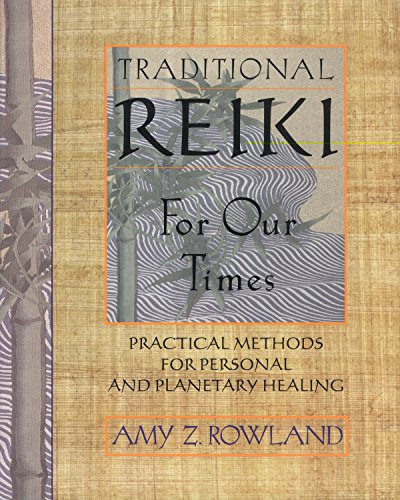 TRADITIONAL
REIKI
For Our
Times
PRACTICAL METHODS
FOR PERSONAL
AND PLANETARY HEALING
AMY Z. ROWLAND